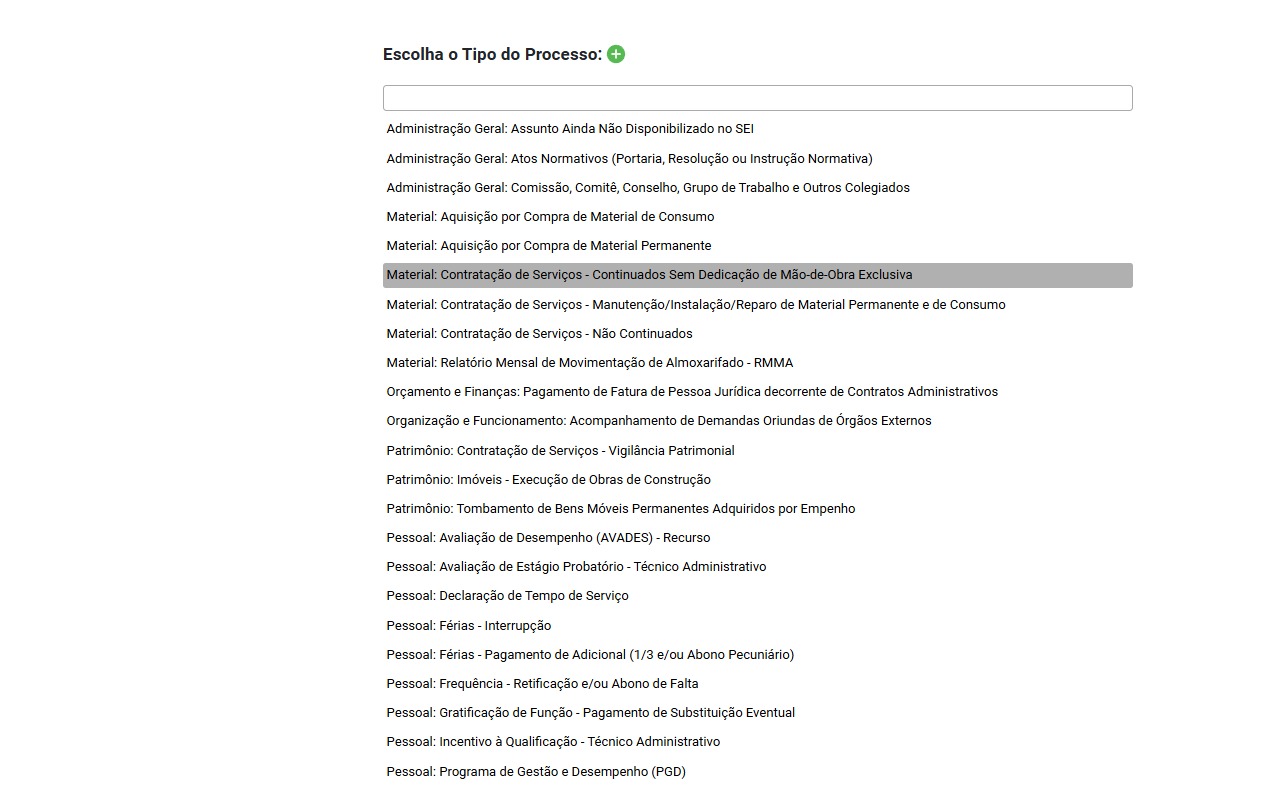 Escolha o Tipo do Processo:
Administração Geral: Assunto Ainda Não Disponibilizado no SEI
Administração Geral: Atos Normativos (Portaria, Resolução ou Instrução Normativa)
Administração Geral: Comissão, Comitê, Conselho, Grupo de Trabalho e Outros Colegiados
Material: Aquisição por Compra de Material de Consumo
Material: Aquisição por Compra de Material Permanente
Material: Contratação de Serviços - Continuados Sem Dedicação de Mão-de-Obra Exclusiva
Material: Contratação de Serviços - Manutenção/Instalação/Reparo de Material Permanente e de Consumo
Material: Contratação de Serviços - Não Continuados
Material: Relatório Mensal de Movimentação de Almoxarifado - RMMA
Orçamento e Finanças: Pagamento de Fatura de Pessoa Jurídica decorrente de Contratos Administrativos
Organização e Funcionamento: Acompanhamento de Demandas Oriundas de Órgãos Externos
Patrimônio: Contratação de Serviços - Vigilância Patrimonial
Patrimônio: Imóveis - Execução de Obras de Construção
Patrimônio: Tombamento de Bens Móveis Permanentes Adquiridos por Empenho
Pessoal: Avaliação de Desempenho (AVADES) - Recurso
Pessoal: Avaliação de Estágio Probatório - Técnico Administrativo
Pessoal: Declaração de Tempo de Serviço
Pessoal: Férias - Interrupção
Pessoal: Férias - Pagamento de Adicional (1/3 e/ou Abono Pecuniário)
Pessoal: Frequência - Retificação e/ou Abono de Falta
Pessoal: Gratificação de Função - Pagamento de Substituição Eventual
Pessoal: Incentivo à Qualificação - Técnico Administrativo
Pessoal: Programa de Gestão e Desempenho (PGD)